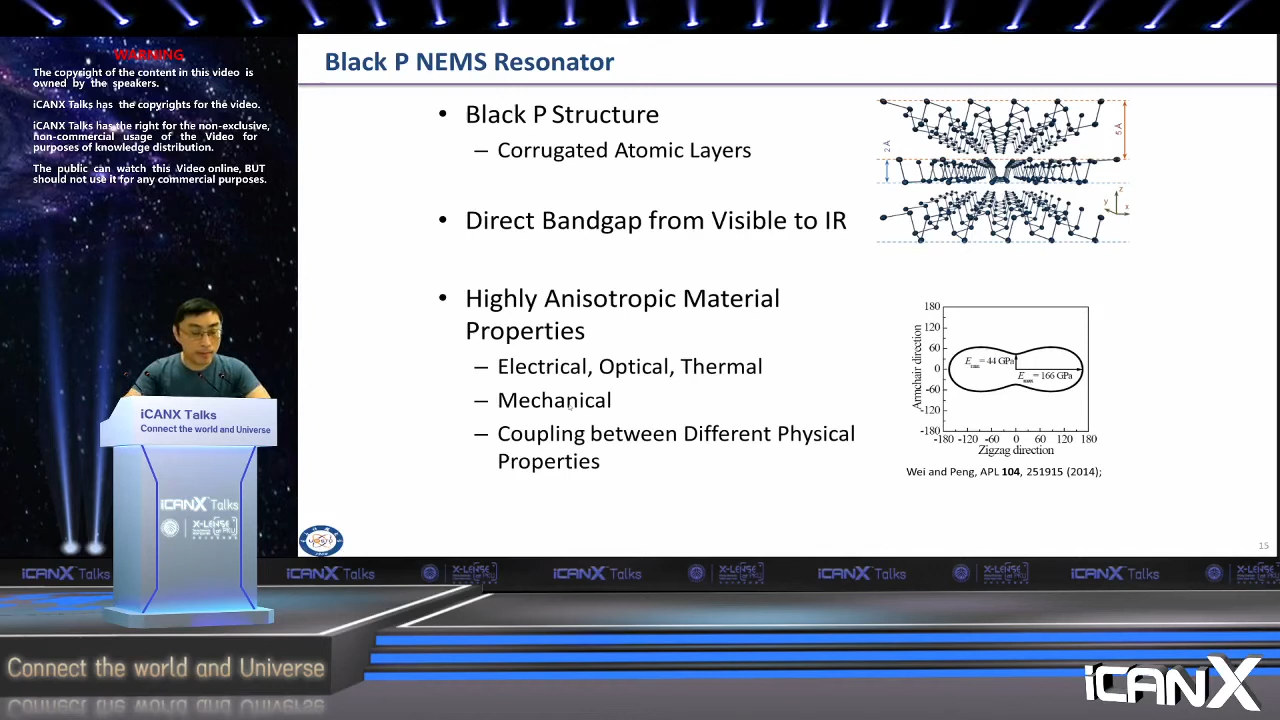 WARNING
The copyright of the content in this video is
owned by the speakers.
iCANX Talks has the copyrights for the video.
iCANX Talks has the right for the non-exclusive,
non-commercial usage of the Video for
purposes of knowledge distribution.
The public can watch this Video online, BUT
should not use it for any commercial purposes.
Black P NEMS Resonator
• Black P Structure
– Corrugated Atomic Layers
• Direct Bandgap from Visible to IR
• Highly Anisotropic Material
Properties
– Electrical, Optical, Thermal
– Mechanical
– Coupling between Different Physical
Properties
2 Å
5 Å
z
y
x
Armchair direction
180
120
60
0
-60
-120
-180
= 44 GPa
= 166 GPa
-180 -120 -60 0 60 120 180
Zigzag direction
Wei and Peng, APL 104, 251915 (2014);
15
iCANX Talks
Connect the world and Universe
iCANX Talks
X-LENSE
iCANX Talks
X-LENSE
iCANX Talks
X-LENSE
iCANX Talks
X-LENSE
iCANX Talks
Connect the world and Universe
iCANX